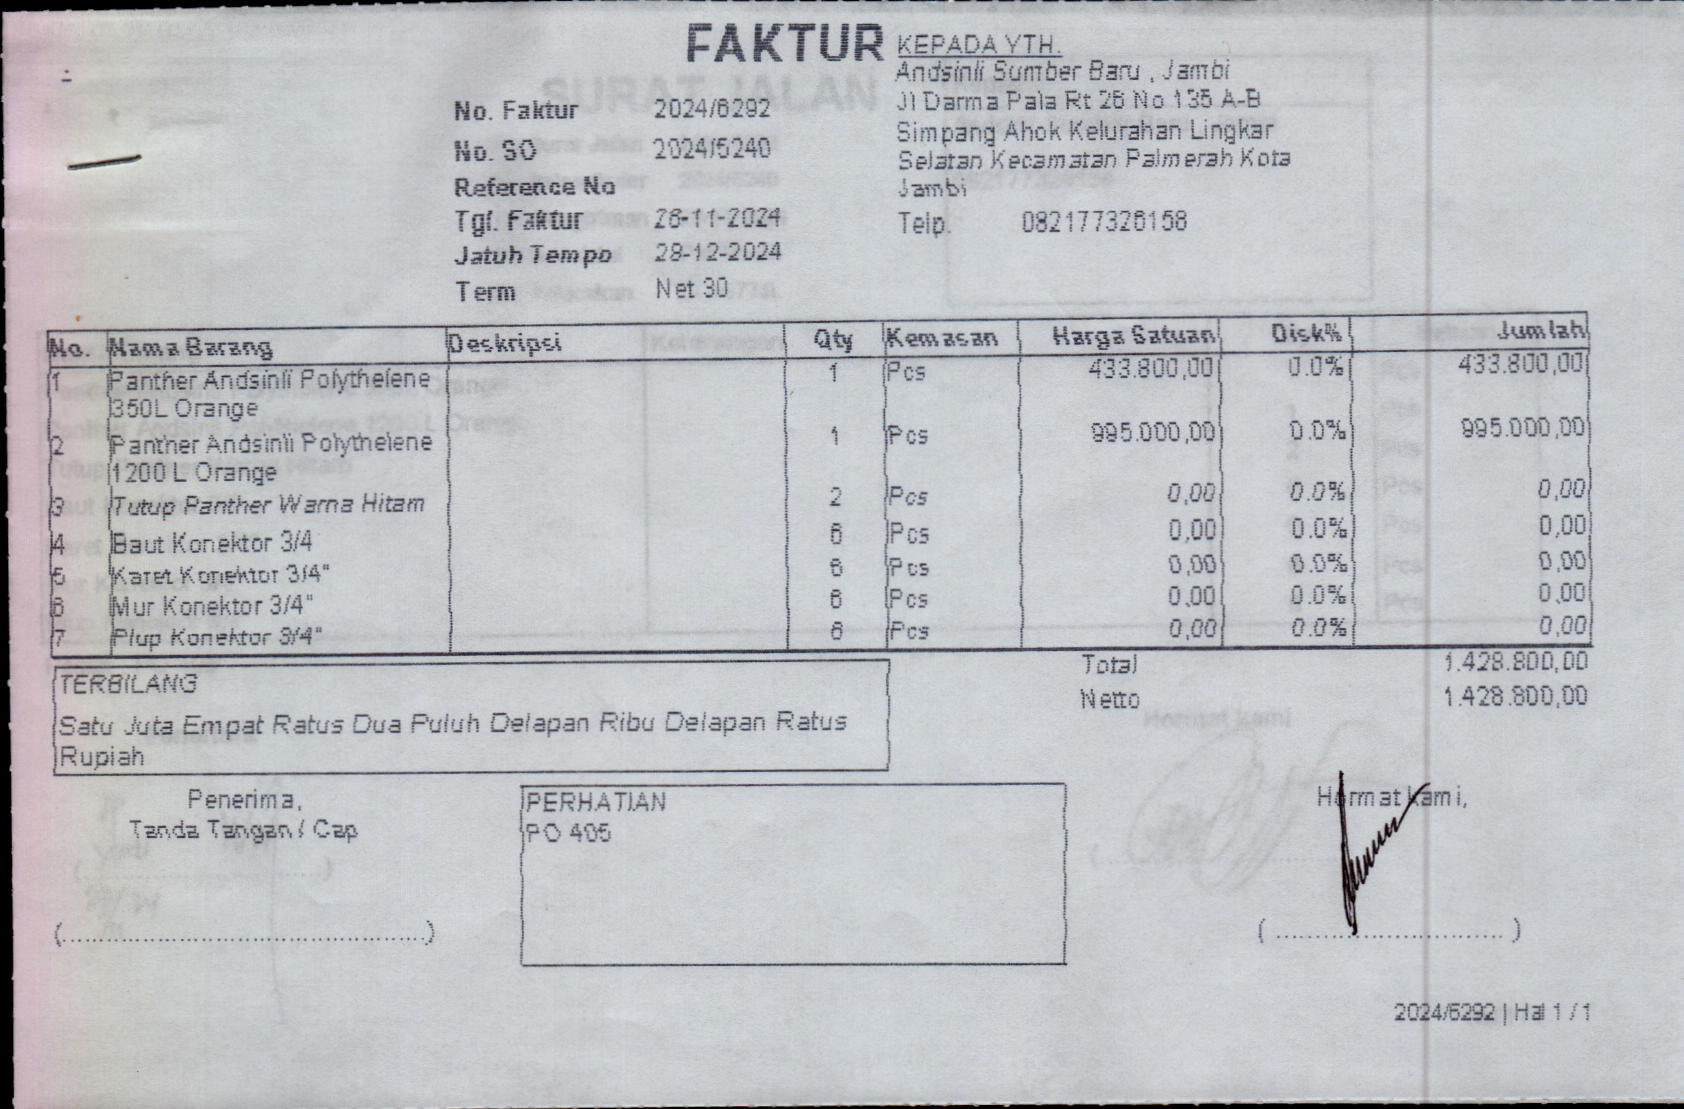 FAKTUR
No. Faktur 2024/6292
No. SO 2024/5240
Reference No
Tgl. Faktur 28-11-2024
Jatuh Tempo 28-12-2024
Term Net 30
KEPADA YTH.
Andsinli Sumber Baru , Jambi
Jl Darma Pala Rt 26 No 135 A-B
Simpang Ahok Kelurahan Lingkar
Selatan Kecamatan Palmerah Kota
Jambi
Telp. 082177326158
No. Nama Barang Deskripsi Qty Kemasan Harga Satuan Disk% Jumlah
1 Panther Andsinli Polythelene 1 Pcs 433.800,00 0.0% 433.800,00
350L Orange
2 Panther Andsinli Polythelene 1 Pcs 995.000,00 0.0% 995.000,00
1200 L Orange
3 Tutup Panther Warna Hitam 2 Pcs 0,00 0.0% 0,00
4 Baut Konektor 3/4 6 Pcs 0,00 0.0% 0,00
5 Karet Konektor 3/4" 6 Pcs 0,00 0.0% 0,00
6 Mur Konektor 3/4" 6 Pcs 0,00 0.0% 0,00
7 Plup Konektor 3/4" 6 Pcs 0,00 0.0% 0,00
Total 1.428.800,00
Netto 1.428.800,00
TERBILANG
Satu Juta Empat Ratus Dua Puluh Delapan Ribu Delapan Ratus
Rupiah
Penerima,
Tanda Tangan / Cap
PERHATIAN
PO 405
Hormat kami,
2024/6292 | Hal 1 / 1
SURAT JALAN